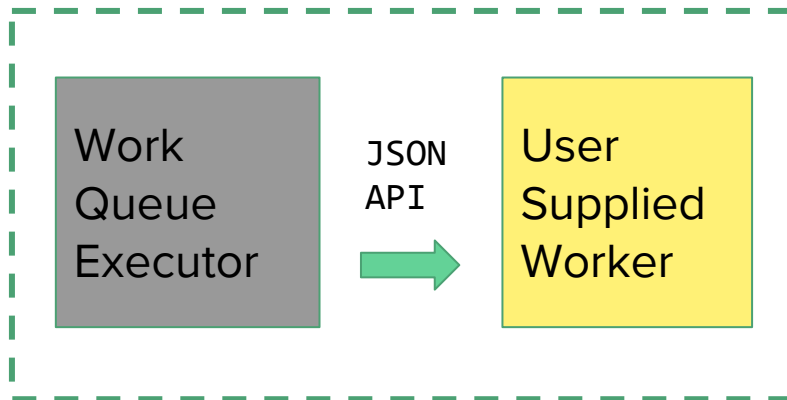 Work
Queue
Executor
JSON
API
User
Supplied
Worker